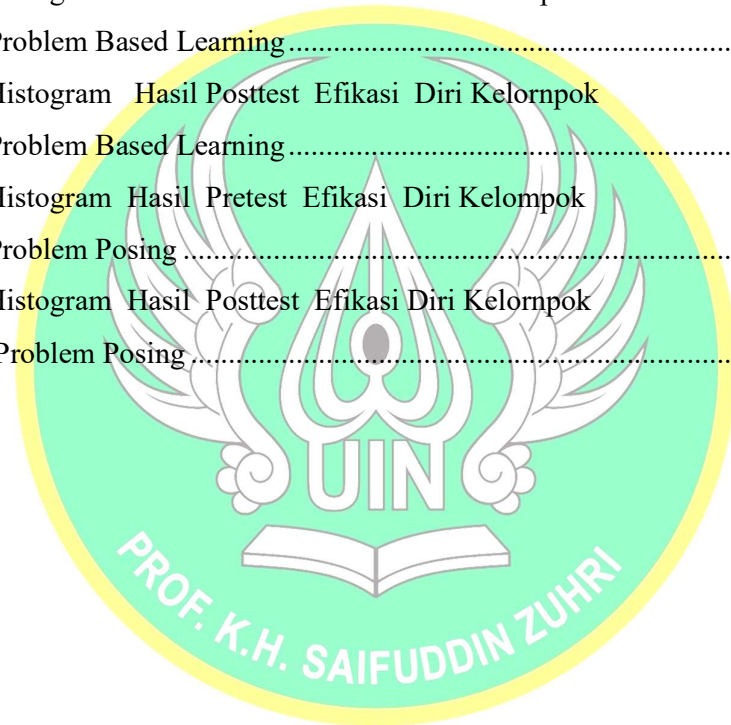 Problem Based Learning......................................................................
Histogram Hasil Posttest Efikasi Diri Kelornpok
Problem Based Learning......................................................................
Histogram Hasil Pretest Efikasi Diri Kelompok
Problem Posing......................................................................................
Histogram Hasil Posttest Efikasi Diri Kelornpok
Problem Posing.....................................................................................
UIN
PROF. K.H. SAIFUDDIN ZUHRI